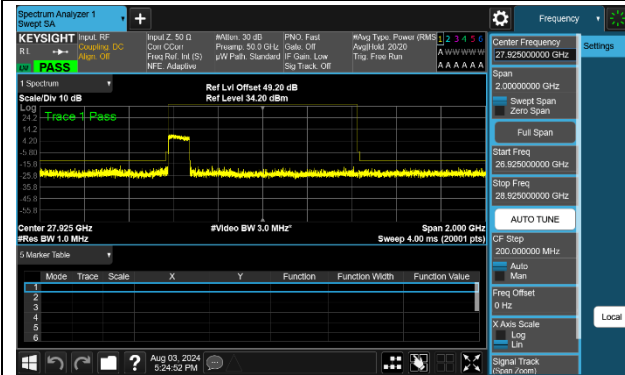 Spectrum Analyzer 1
Swept SA
+
Frequency
KEYSIGHT
Input: RF
Coupling: DC
Align: Off
Input Z: 50 Ω
Corr CCorr
Freq Ref: Int (S)
NFE: Adaptive
#Atten: 30 dB
Preamp: 50.0 GHz
µW Path: Standard
PNO: Fast
Gate: Off
IF Gain: Low
Sig Track: Off
#Avg Type: Power (RMS
Avg|Hold: 20/20
Trig: Free Run
1 2 3 4 5 6
A W W W W W
A A A A A A
RL
PASS
Center Frequency
27.925000000 GHz
Settings
Span
2.00000000 GHz
Swept Span
Zero Span
Full Span
Start Freq
26.925000000 GHz
Stop Freq
28.925000000 GHz
AUTO TUNE
CF Step
200.000000 MHz
Auto
Man
Freq Offset
0 Hz
X Axis Scale
Log
Lin
Local
Signal Track
(Span Zoom)
1 Spectrum
Scale/Div 10 dB
Ref Lvl Offset 49.20 dB
Ref Level 34.20 dBm
Log
Trace 1 Pass
24.2
14.2
4.20
-5.80
-15.8
-25.8
-35.8
-45.8
-55.8
Center 27.925 GHz
#Res BW 1.0 MHz
#Video BW 3.0 MHz*
Span 2.000 GHz
Sweep 4.00 ms (20001 pts)
5 Marker Table
Mode Trace Scale X Y Function Function Width Function Value
1
2
3
4
5
6
?
Aug 03, 2024
5:24:52 PM